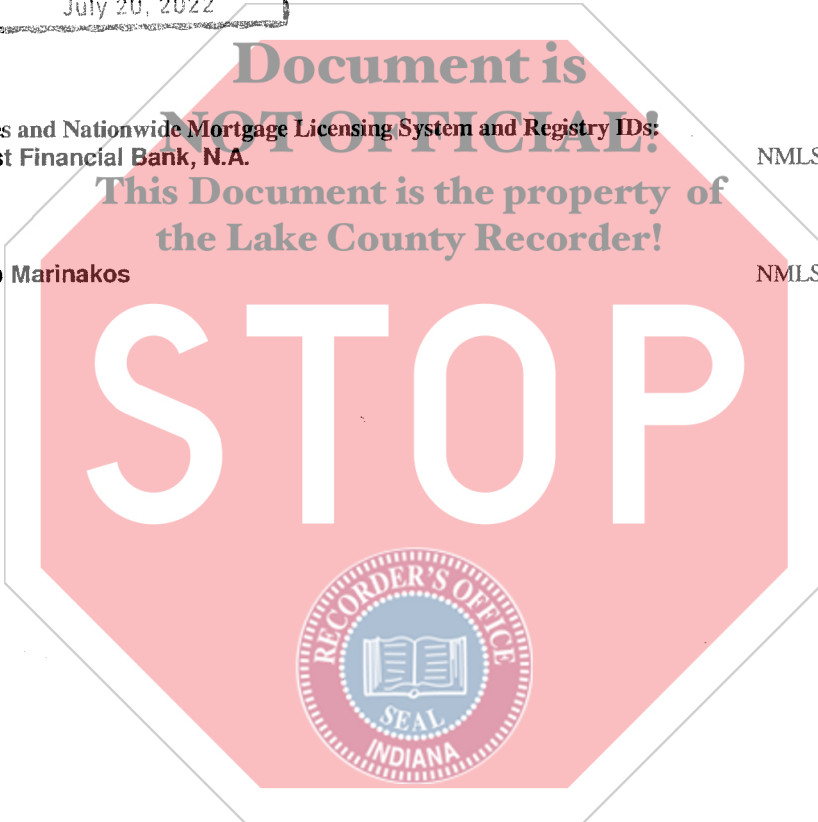 July 20, 2022
Document is
NOT OFFICIAL!
s and Nationwide Mortgage Licensing System and Registry IDs:
st Financial Bank, N.A.
NMLS
This Document is the property of
the Lake County Recorder!
Marinakos
NMLS
STOP
RECORDER'S OFFICE
SEAL
INDIANA